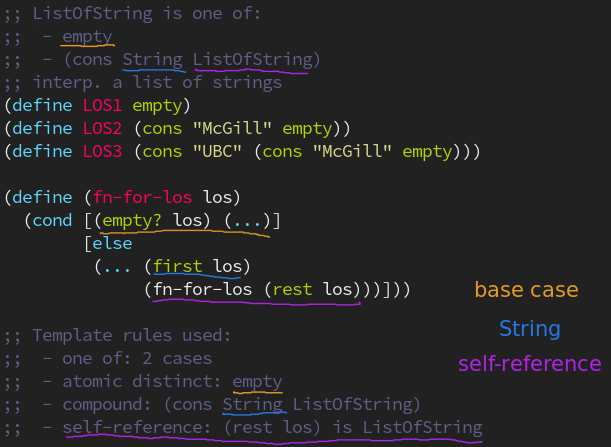 ;; ListOfString is one of:
;;  - empty
;;  - (cons String ListOfString)
;; interp. a list of strings
(define LOS1 empty)
(define LOS2 (cons "McGill" empty))
(define LOS3 (cons "UBC" (cons "McGill" empty)))
(define (fn-for-los los)
  (cond [(empty? los) (...)]
        [else
         (... (first los)
              (fn-for-los (rest los)))]))
base case
String
self-reference
;; Template rules used:
;;  - one of: 2 cases
;;  - atomic distinct: empty
;;  - compound: (cons String ListOfString)
;;  - self-reference: (rest los) is ListOfString